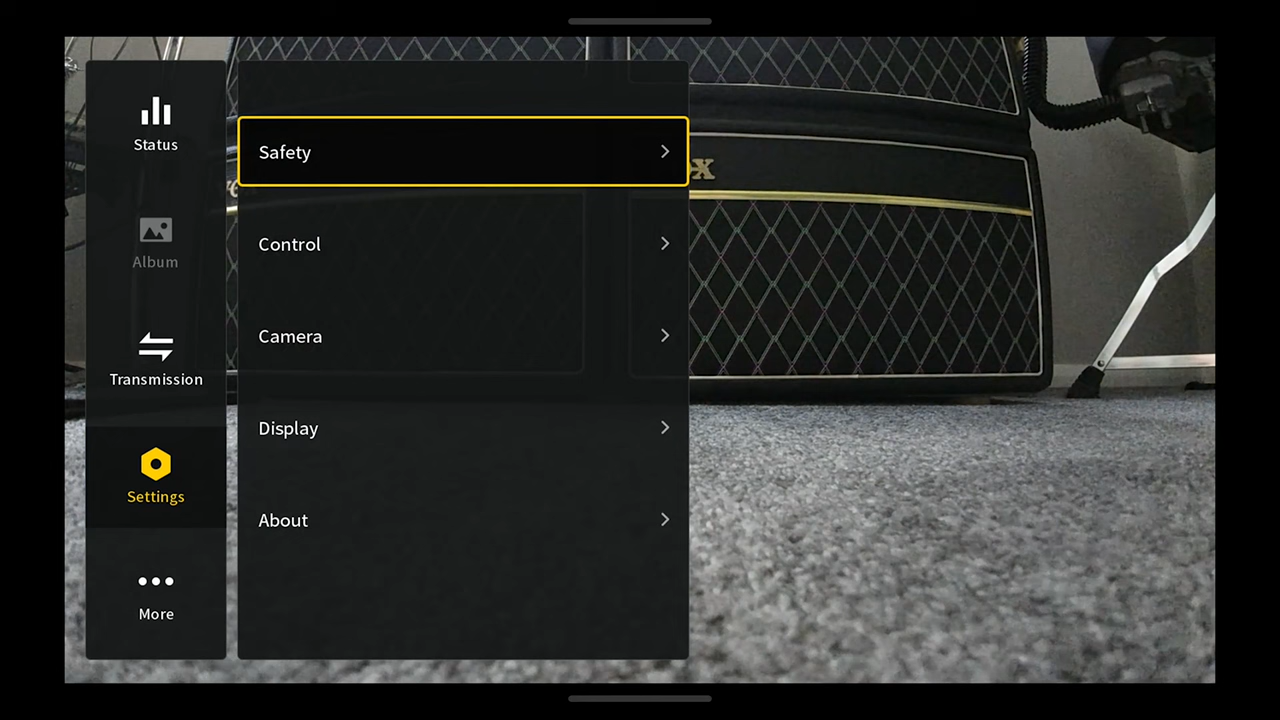 Status
Album
Transmission
Settings
More
Safety
Control
Camera
Display
About